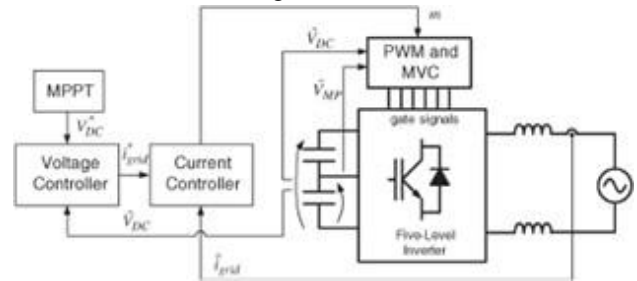 m
V̂DC
PWM and
MVC
V̂MP
MPPT
V*DC
gate signals
Voltage
Controller
i*grid
Current
Controller
V̂DC
Five-Level
Inverter
îgrid